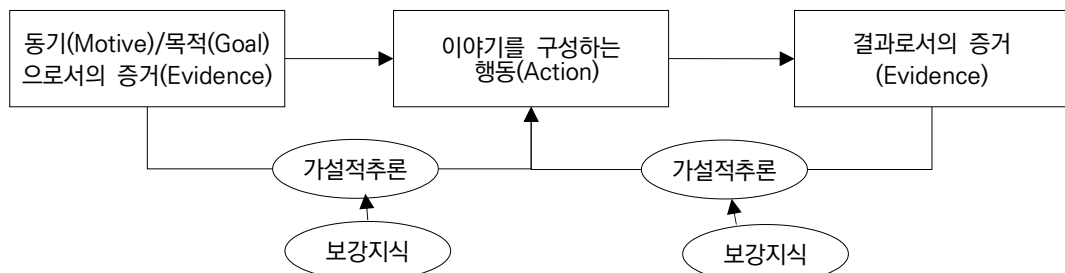 동기(Motive)/목적(Goal)
으로서의 증거(Evidence)
이야기를 구성하는
행동(Action)
결과로서의 증거
(Evidence)
가설적추론
가설적추론
보강지식
보강지식